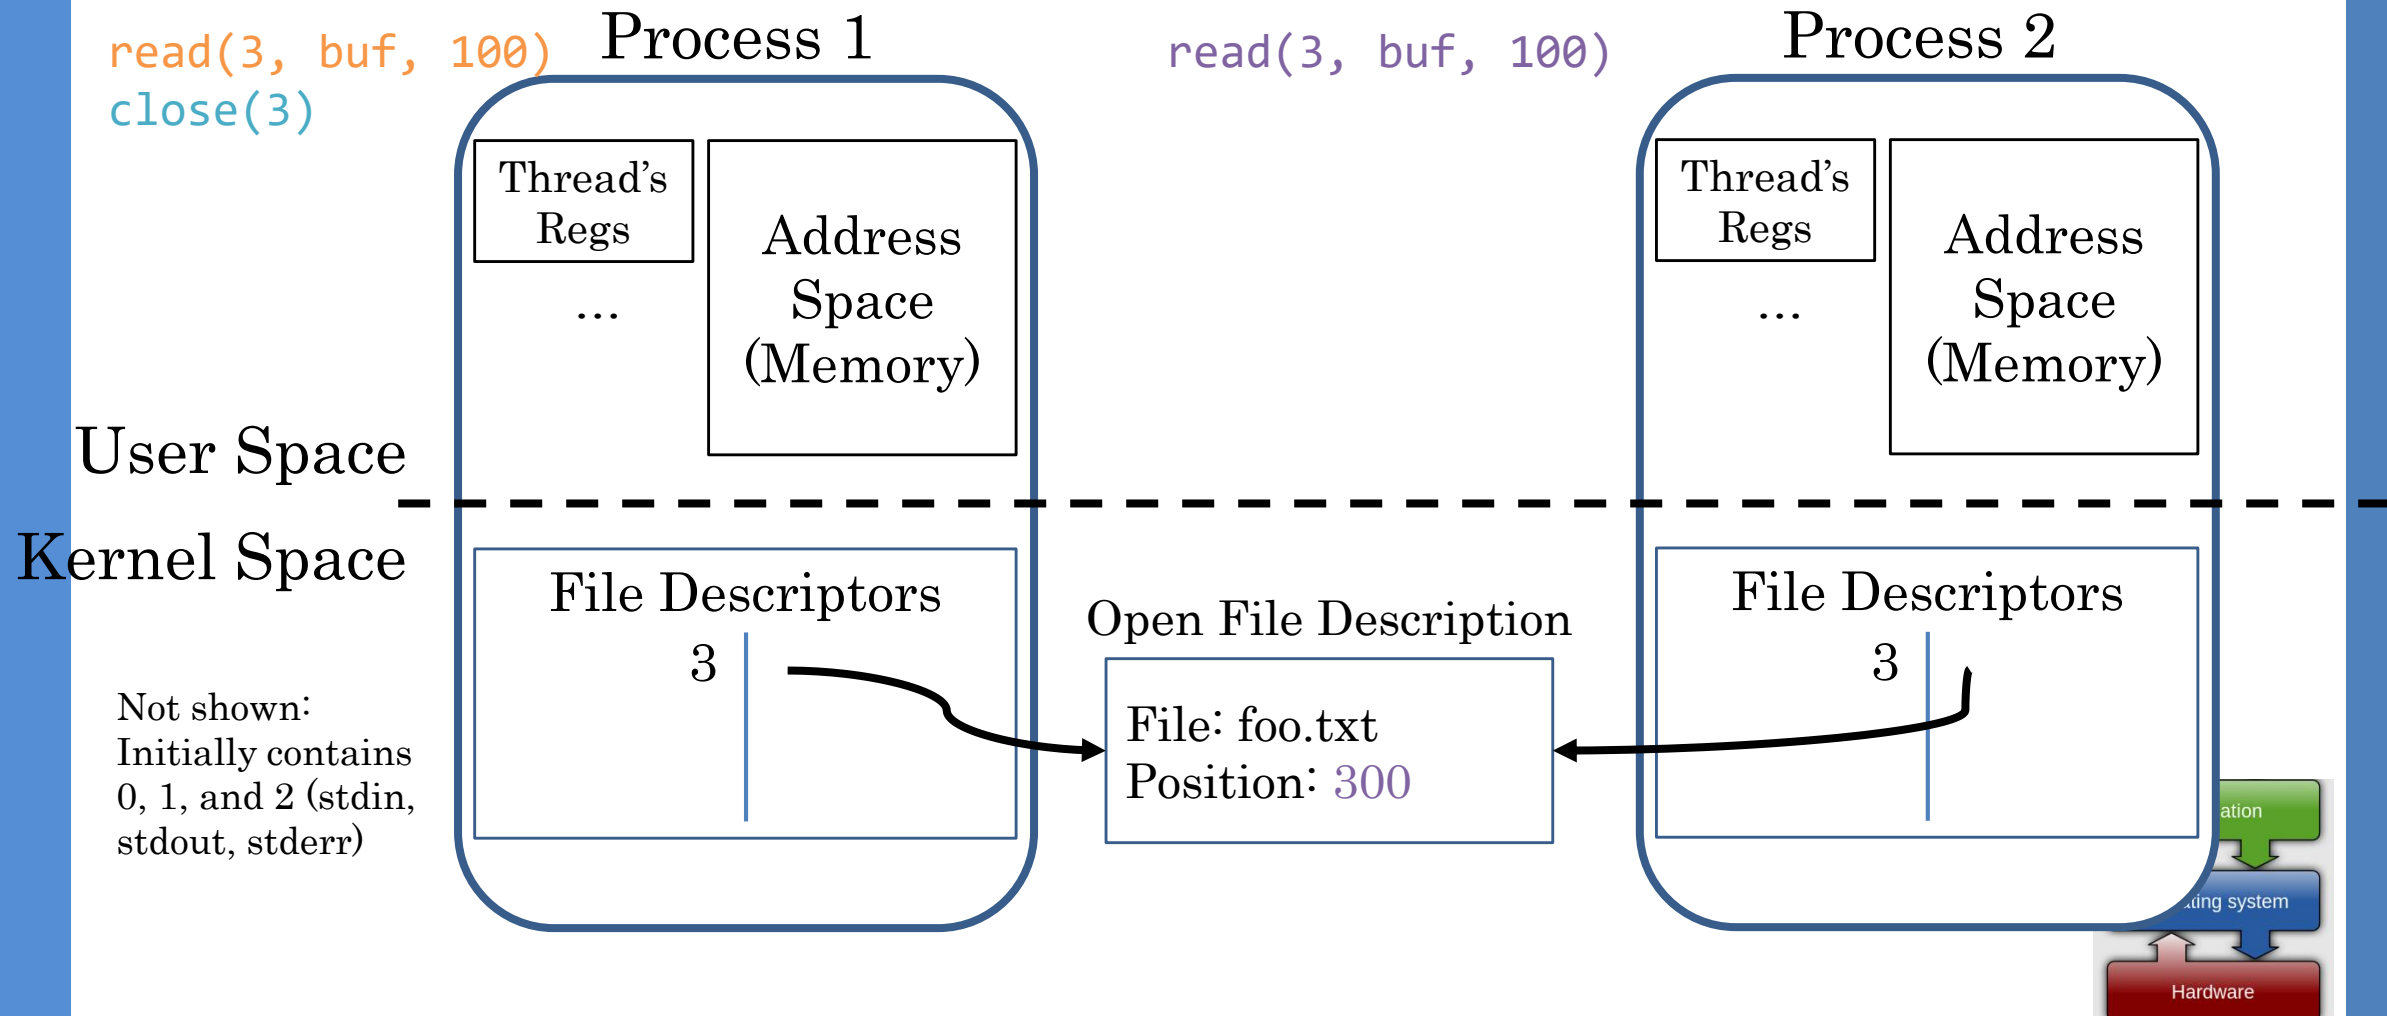 read(3, buf, 100)
close(3)
Process 1
read(3, buf, 100)
Process 2
Thread’s
Regs
...
Address
Space
(Memory)
Thread’s
Regs
...
Address
Space
(Memory)
User Space
Kernel Space
File Descriptors
3
Open File Description
File: foo.txt
Position: 300
File Descriptors
3
Not shown:
Initially contains
0, 1, and 2 (stdin,
stdout, stderr)
system
Hardware